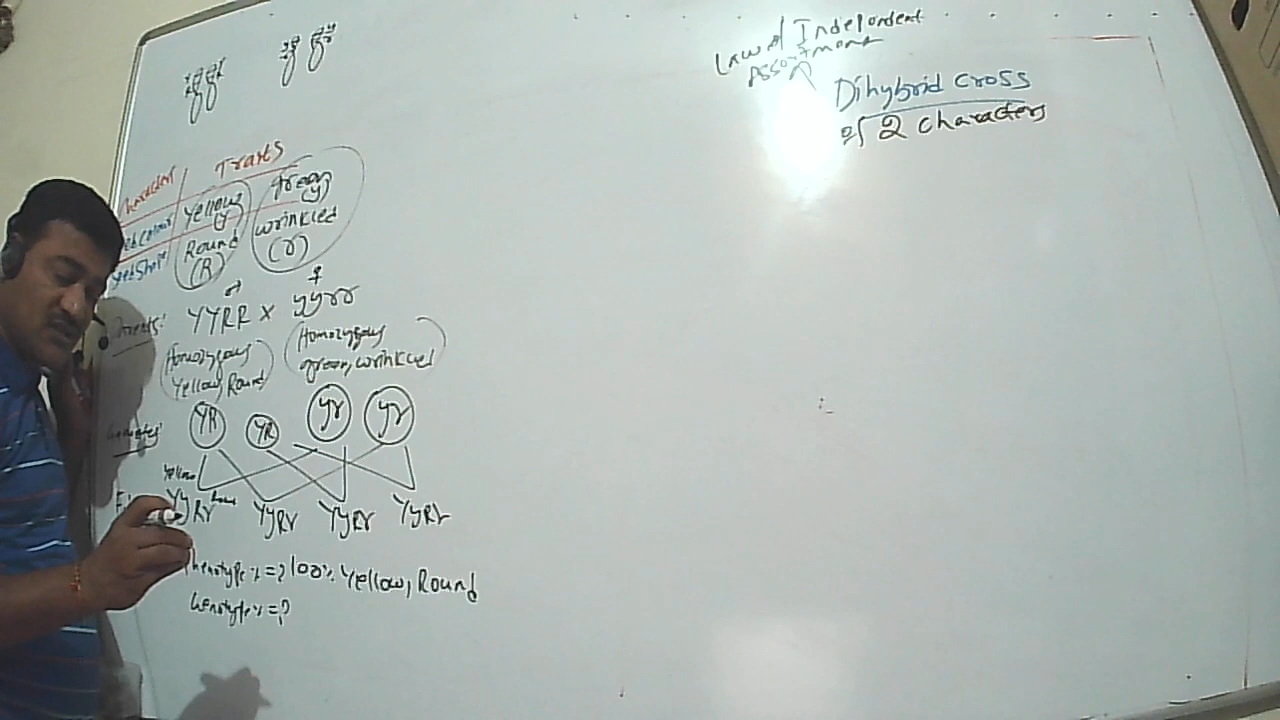 Law of Independent
Assortment
Dihybrid Cross
of 2 characters
Traits
Yellow
green
Round
(R)
wrinkled
(r)
♂ ♀
YYRR × yyrr
Homozygous
Yellow, Round
Homozygous
green, wrinkled
YR YR yr yr
Yellow
YyRr YyRr YyRr YyRr
Phenotype % = ? 100% Yellow, Round
Genotype % = ?